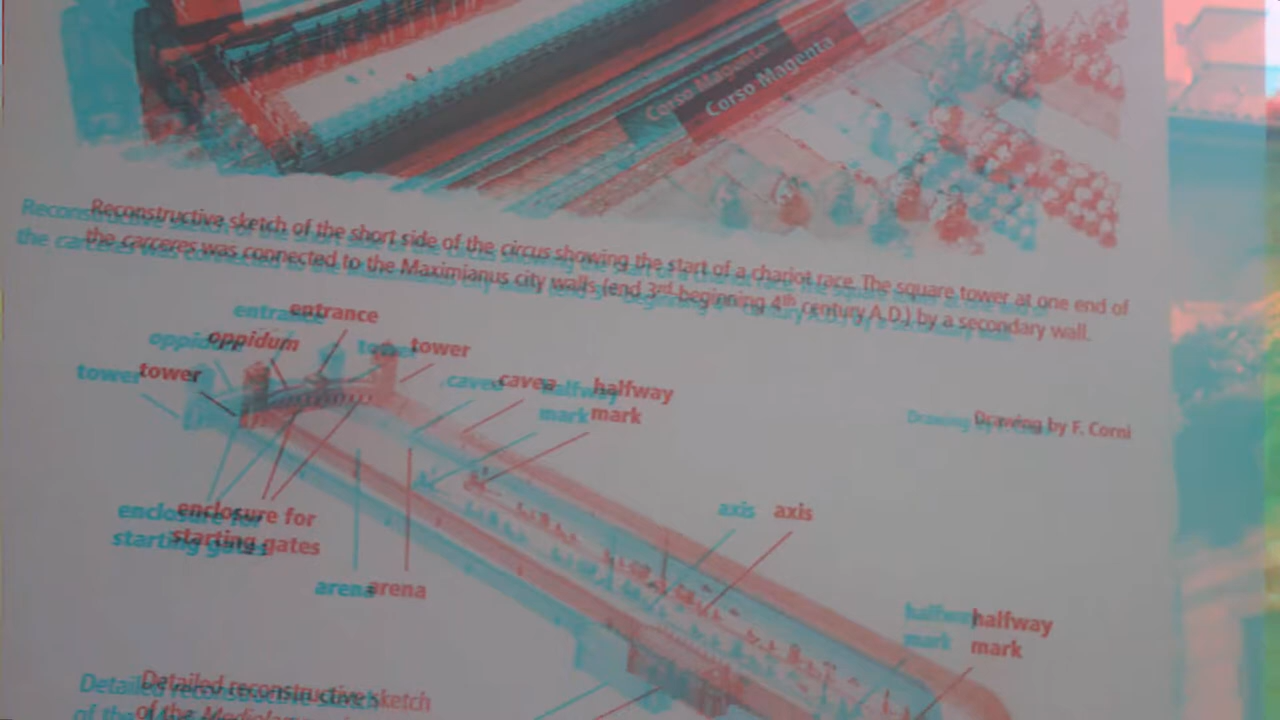 Corso Magenta
Reconstructive sketch of the short side of the circus showing the start of a chariot race. The square tower at one end of
the carceres was connected to the Maximianus city walls (end 3rd-beginning 4th century A.D.) by a secondary wall.
entrance
oppidum
tower
tower
cavea
halfway
mark
Drawing by F. Corni
enclosure for
starting gates
arena
axis
halfway
mark
Detailed reconstructive sketch
of the